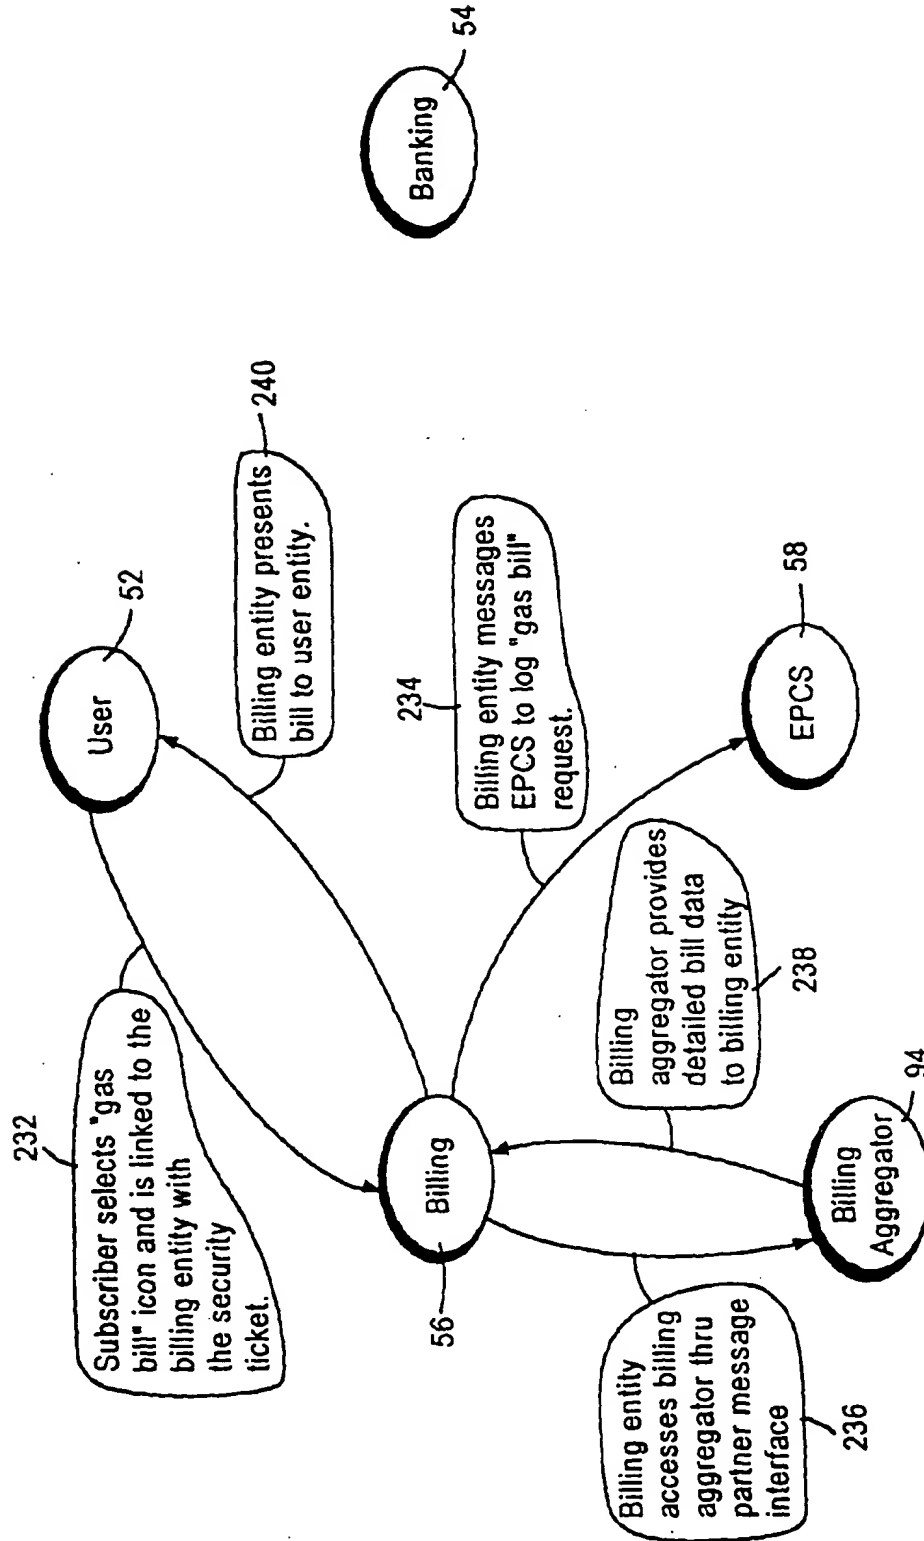 232
Subscriber selects "gas
bill" icon and is linked to the
billing entity with
the security
ticket.
User
52
Billing entity presents
bill to user entity.
240
Banking
54
Billing
56
234
Billing entity messages
EPCS to log "gas bill"
request.
Billing entity
accesses billing
aggregator thru
partner message
interface
236
Billing
aggregator provides
detailed bill data
to billing entity
238
EPCS
58
Billing
Aggregator
94